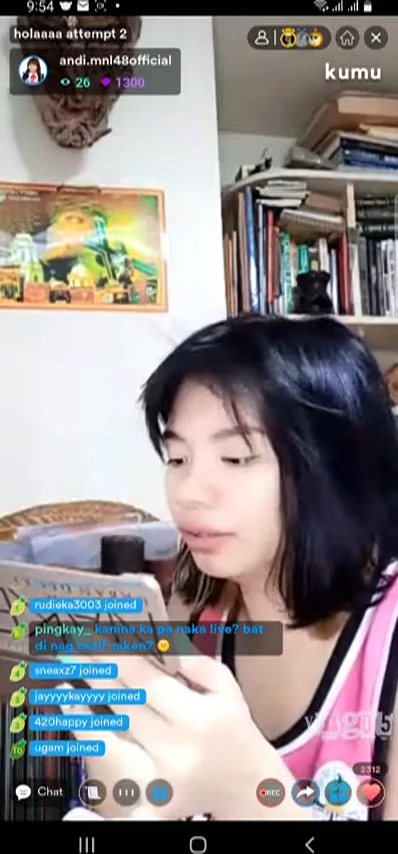 9:54
holaaaa attempt 2
andi.mnl48official
26 1300
kumu
rudieka3003 joined
pingkay_ kanina ka pa naka live? bat
di nag notif saken?
sneaxz7 joined
jayyyykayyyy joined
420happy joined
ugam joined
2312
Chat
REC